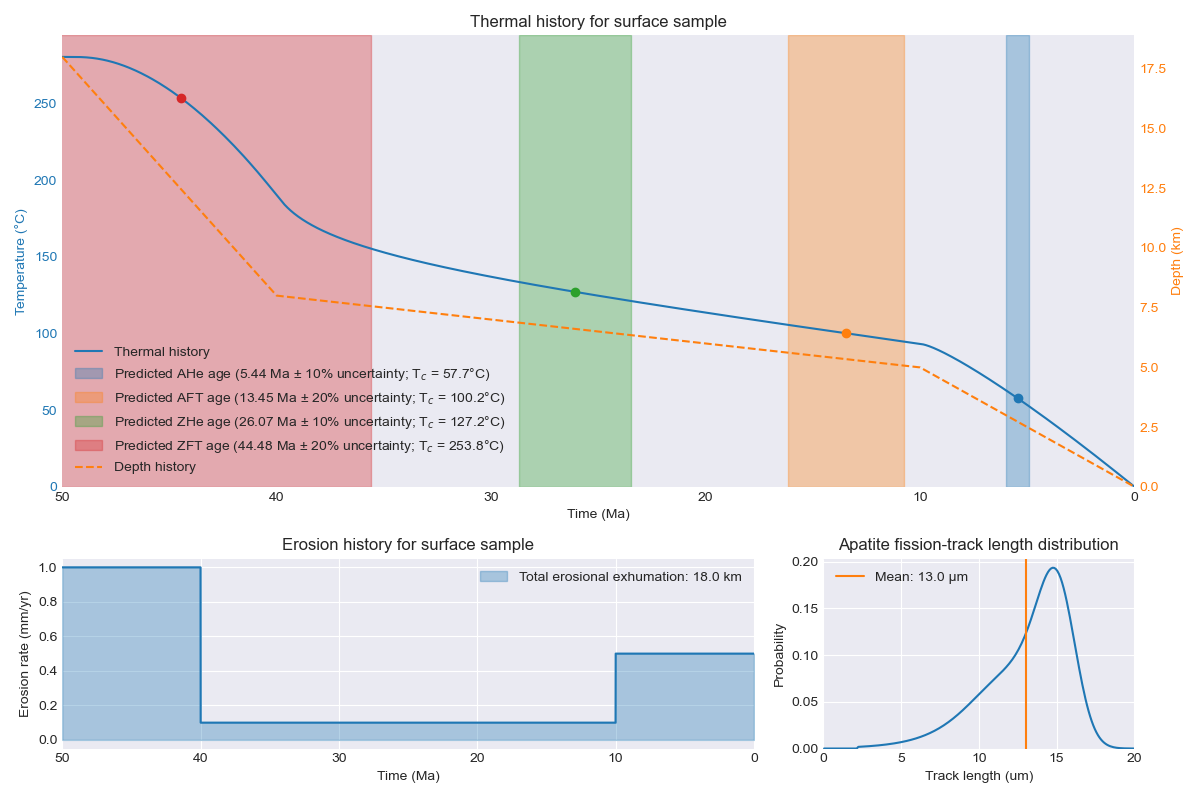 Thermal history for surface sample
Temperature (°C)
250
200
150
100
50
0
Depth (km)
17.5
15.0
12.5
10.0
7.5
5.0
2.5
0.0
Thermal history
Predicted AHe age (5.44 Ma ± 10% uncertainty; Tc = 57.7°C)
Predicted AFT age (13.45 Ma ± 20% uncertainty; Tc = 100.2°C)
Predicted ZHe age (26.07 Ma ± 10% uncertainty; Tc = 127.2°C)
Predicted ZFT age (44.48 Ma ± 20% uncertainty; Tc = 253.8°C)
Depth history
50 40 30 20 10 0
Time (Ma)
Erosion history for surface sample
Erosion rate (mm/yr)
1.0
0.8
0.6
0.4
0.2
0.0
Total erosional exhumation: 18.0 km
50 40 30 20 10 0
Time (Ma)
Apatite fission-track length distribution
Probability
0.20
0.15
0.10
0.05
0.00
Mean: 13.0 μm
0 5 10 15 20
Track length (um)